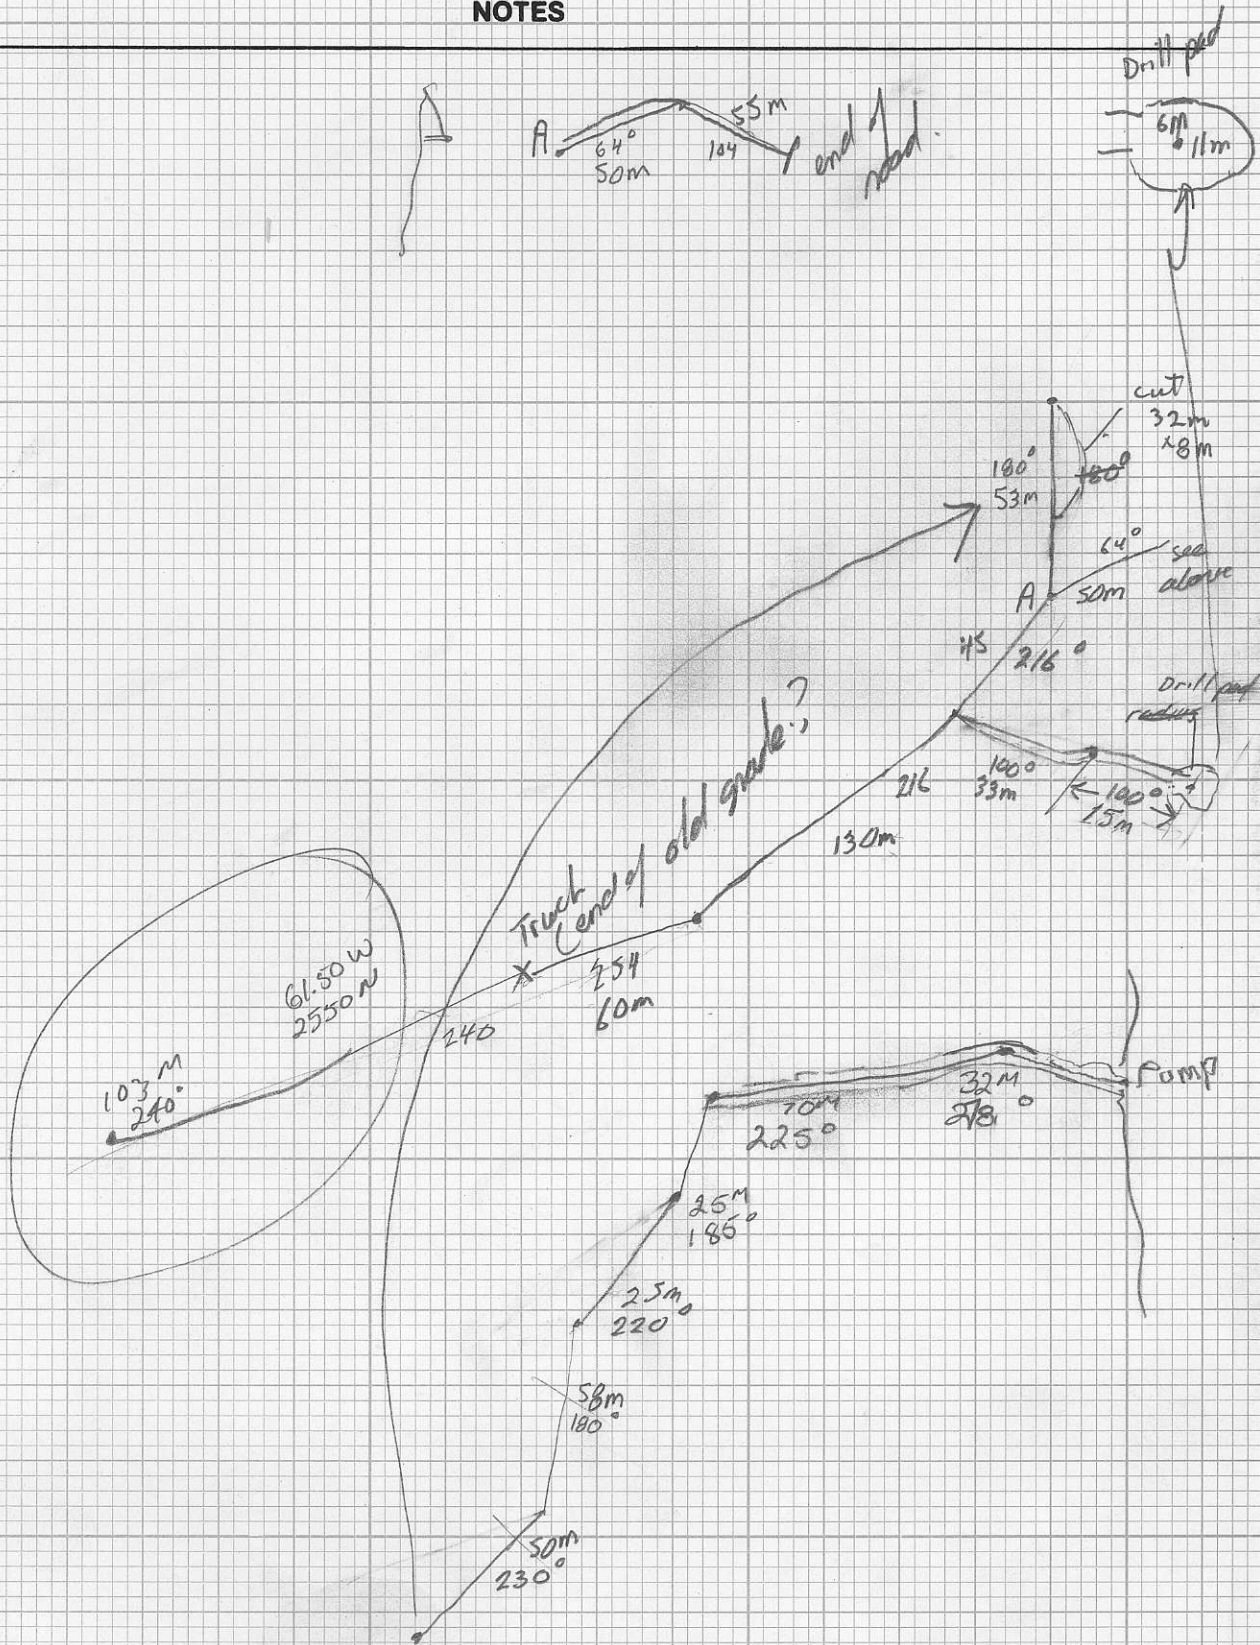 NOTES
Drill pad
A
64°
50m
55m
104
end of
road.
6m
11m
cut
32m
x8m
180°
53m
180°
64°
50m
see
above
A
45
216°
Drill pad
radius
216
130m
100°
33m
100°
15m
Truck
(end of old grade?
254
60m
240
61.50 W
2550 N
103 M
240°
Pump
32M
218°
70M
225°
25M
185°
25m
220°
58m
180°
50m
230°